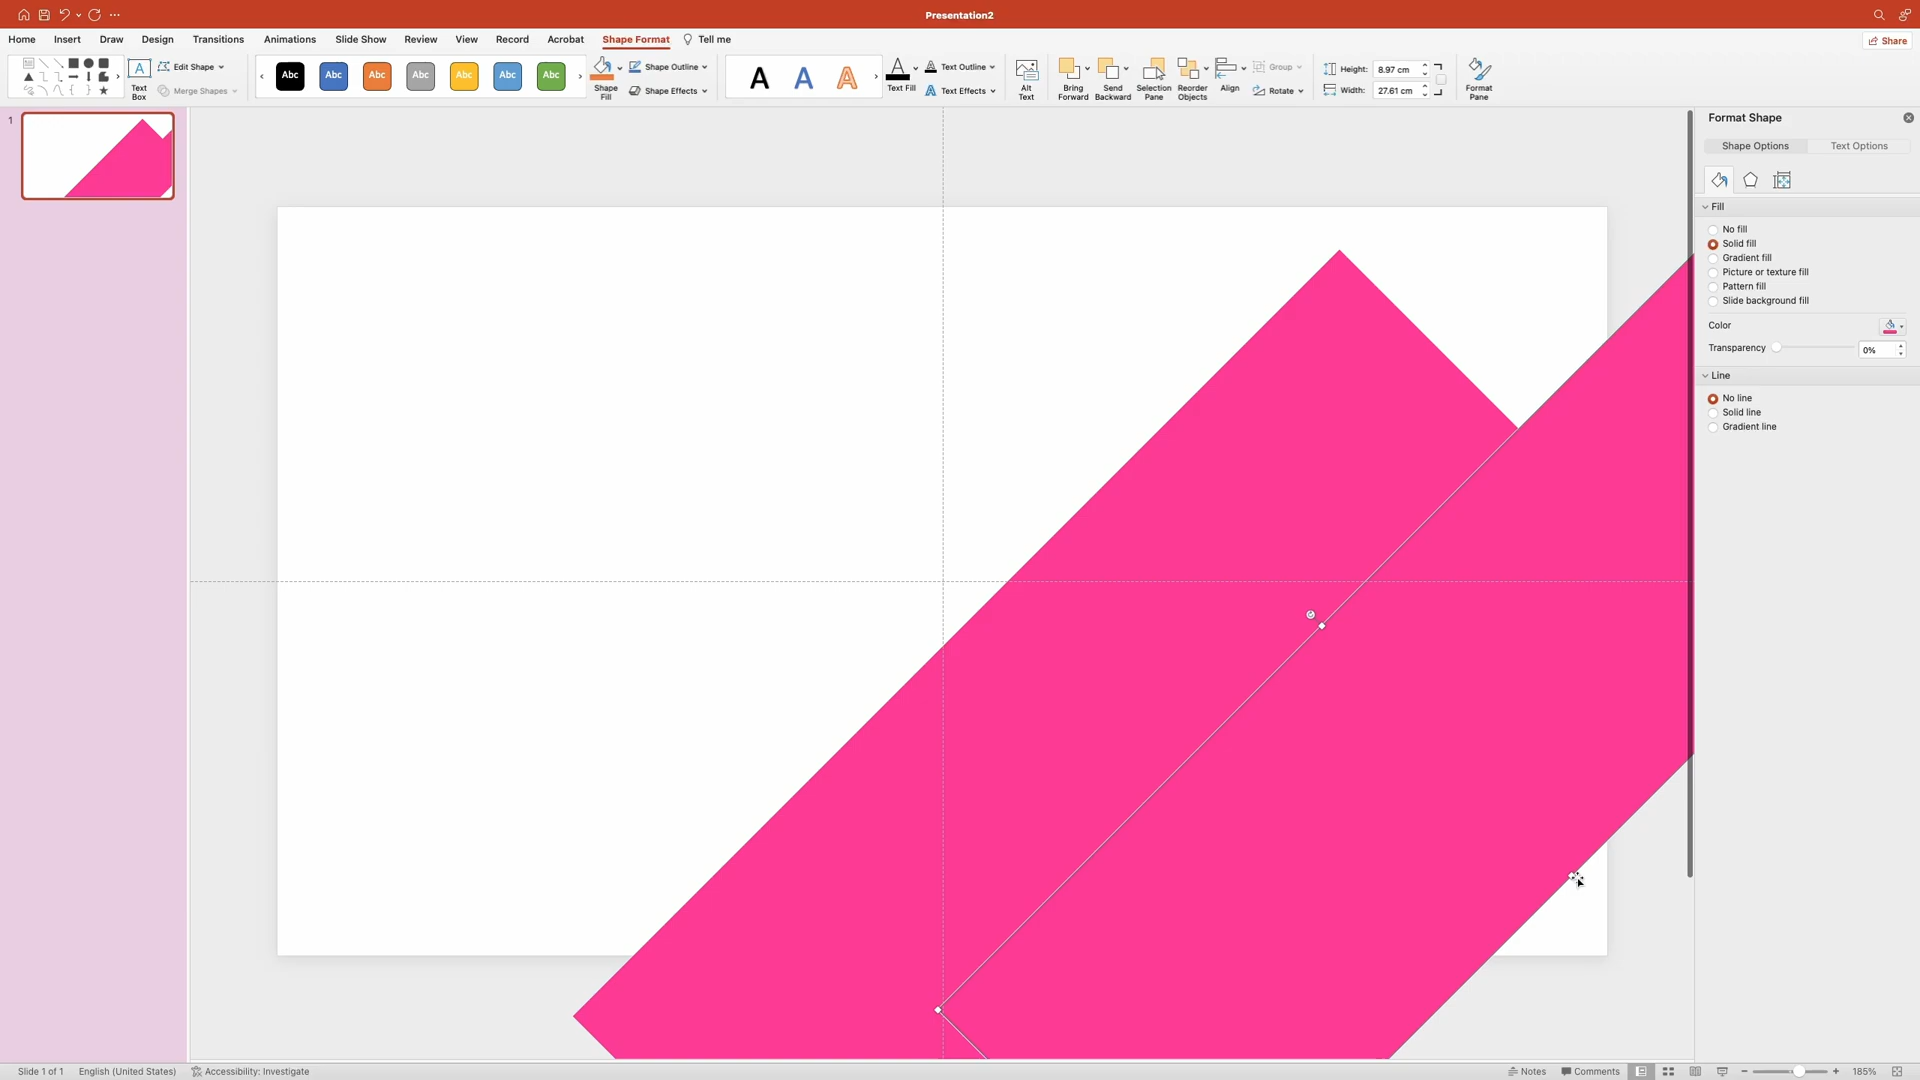 Presentation2
Home Insert Draw Design Transitions Animations Slide Show Review View Record Acrobat Shape Format Tell me
Share
Text Box
Edit Shape
Merge Shapes
Abc Abc Abc Abc Abc Abc Abc
Shape Fill
Shape Outline
Shape Effects
A A A
Text Fill
Text Outline
Text Effects
Alt Text
Bring Forward
Send Backward
Selection Pane
Reorder Objects
Align
Group
Rotate
Height: 8.97 cm
Width: 27.61 cm
Format Pane
1
Format Shape
Shape Options Text Options
Fill
No fill
Solid fill
Gradient fill
Picture or texture fill
Pattern fill
Slide background fill
Color
Transparency 0%
Line
No line
Solid line
Gradient line
Slide 1 of 1 English (United States) Accessibility: Investigate Notes Comments 185%